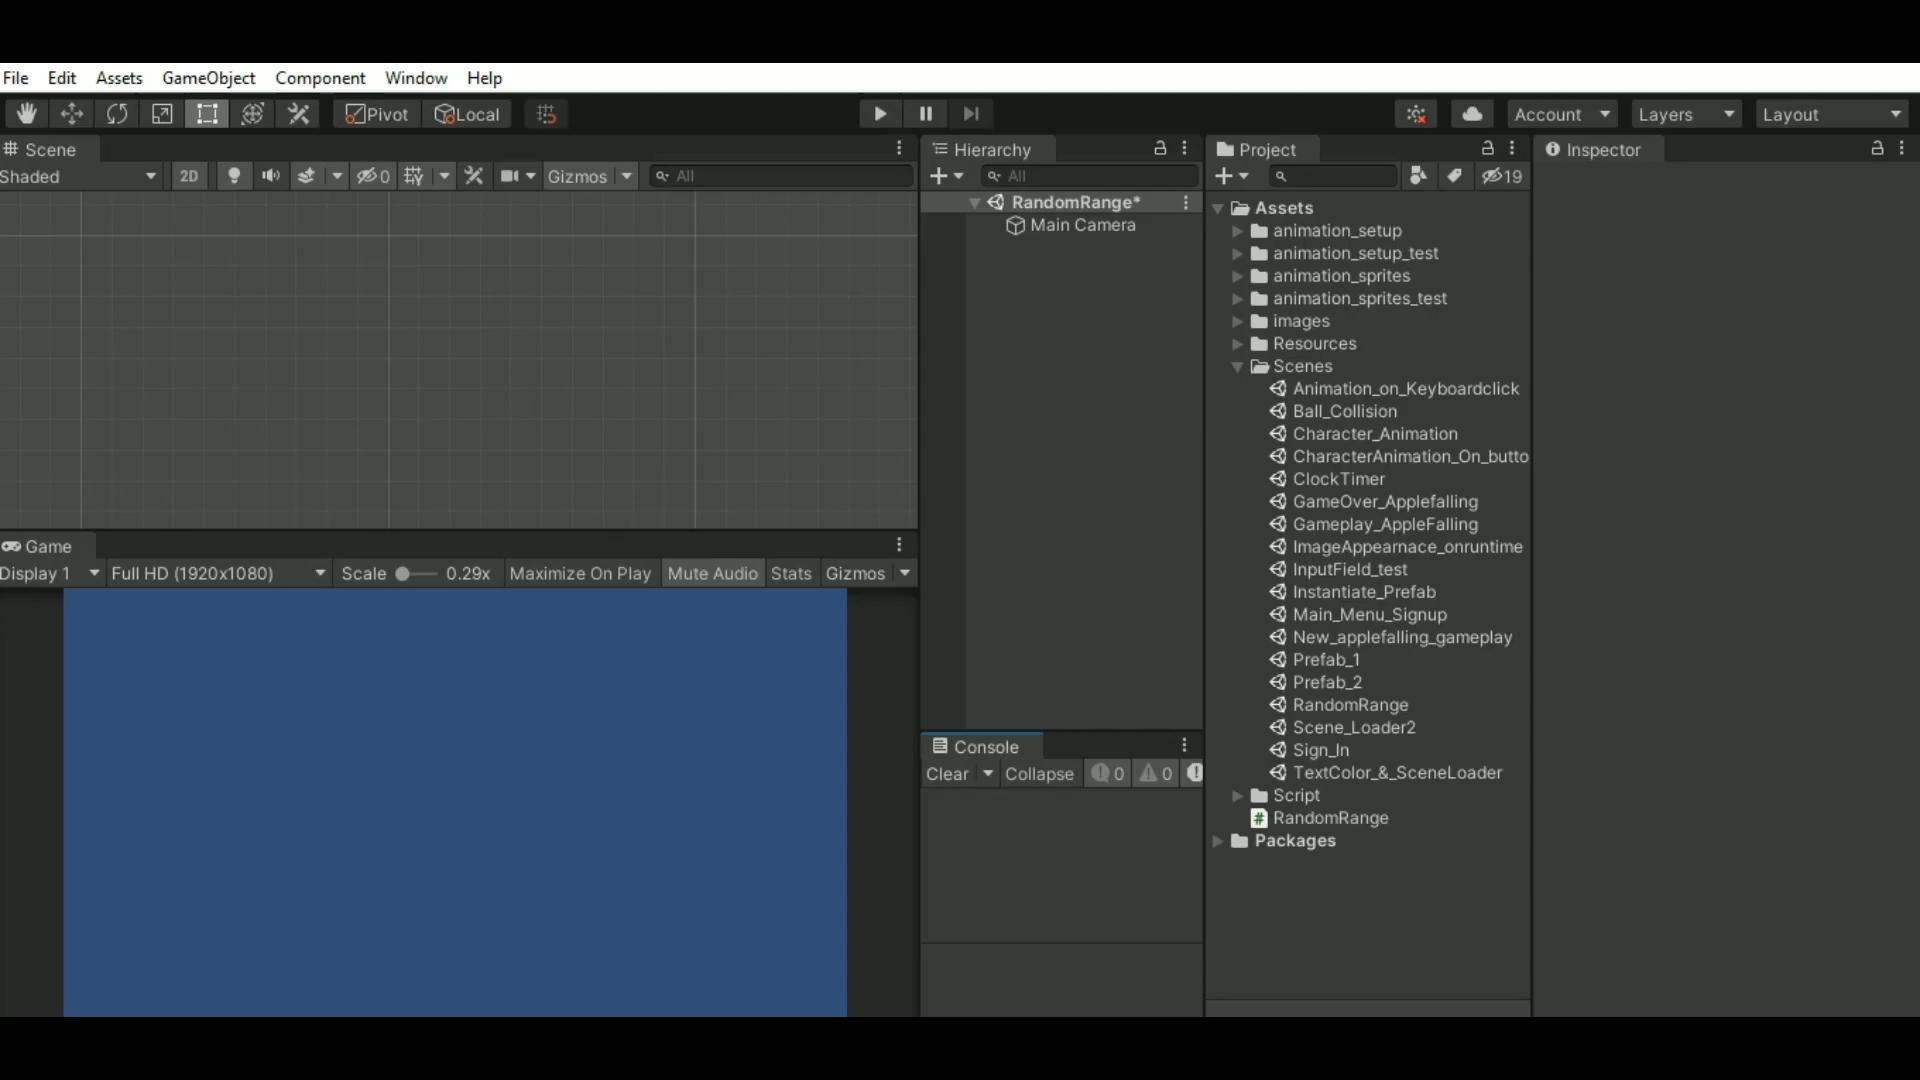 File Edit Assets GameObject Component Window Help
Pivot Local Account Layers Layout
Scene
Shaded 2D 0 Gizmos All
Game
Display 1 Full HD (1920x1080) Scale 0.29x Maximize On Play Mute Audio Stats Gizmos
Hierarchy
All
RandomRange*
Main Camera
Console
Clear Collapse 0 0
Project
19
Assets
animation_setup
animation_setup_test
animation_sprites
animation_sprites_test
images
Resources
Scenes
Animation_on_Keyboardclick
Ball_Collision
Character_Animation
CharacterAnimation_On_butto
ClockTimer
GameOver_Applefalling
Gameplay_AppleFalling
ImageAppearnace_onruntime
InputField_test
Instantiate_Prefab
Main_Menu_Signup
New_applefalling_gameplay
Prefab_1
Prefab_2
RandomRange
Scene_Loader2
Sign_In
TextColor_&_SceneLoader
Script
RandomRange
Packages
Inspector